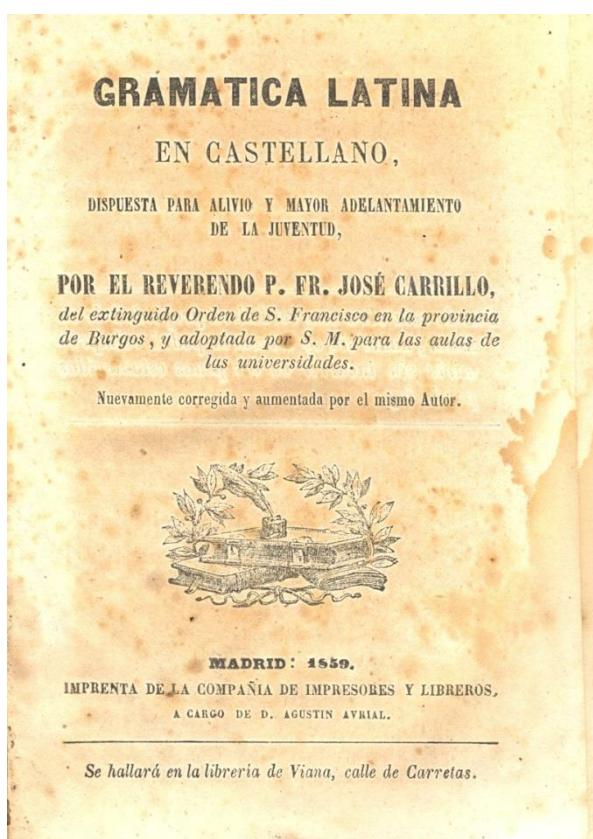 GRAMATICA LATINA
EN CASTELLANO,
DISPUESTA PARA ALIVIO Y MAYOR ADELANTAMIENTO
DE LA JUVENTUD,
POR EL REVERENDO P. FR. JOSÉ CARRILLO,
del extinguido Orden de S. Francisco en la provincia
de Burgos, y adoptada por S. M. para las aulas de
las universidades.
Nuevamente corregida y aumentada por el mismo Autor.
MADRID: 1859.
IMPRENTA DE LA COMPAÑIA DE IMPRESORES Y LIBREROS,
A CARGO DE D. AGUSTIN AVRIAL.
Se hallará en la librería de Viana, calle de Carretas.